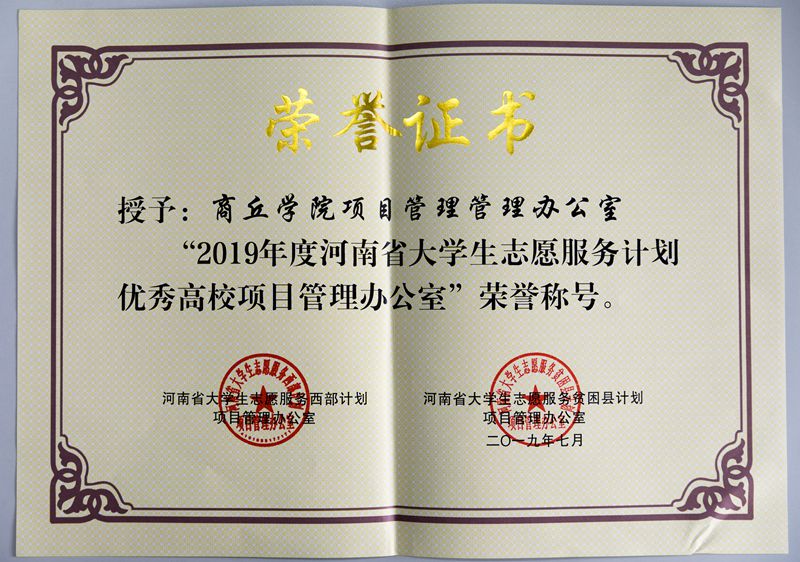 荣誉证书
授予：商丘学院项目管理管理办公室
“2019年度河南省大学生志愿服务计划
优秀高校项目管理办公室”荣誉称号。
河南省大学生志愿服务西部计划
项目管理办公室
河南省大学生志愿服务贫困县计划
项目管理办公室
二〇一九年七月